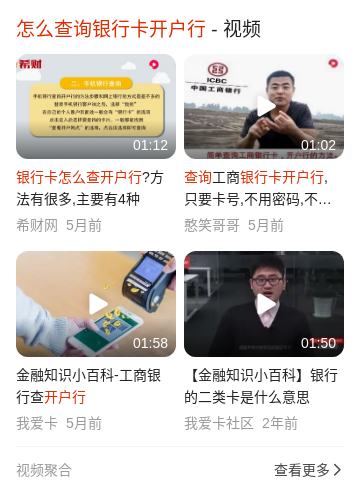 怎么查询银行卡开户行 - 视频
希财
二、手机银行查询
01:12
ICBC
中国工商银行
简单查询工商银行卡,开户行的方法
01:02
银行卡怎么查开户行?方
法有很多,主要有4种
希财网 5月前
查询工商银行卡开户行,
只要卡号,不用密码,不…
憨笑哥哥 5月前
01:58
01:50
金融知识小百科-工商银
行查开户行
我爱卡 5月前
【金融知识小百科】银行
的二类卡是什么意思
我爱卡社区 2年前
视频聚合
查看更多